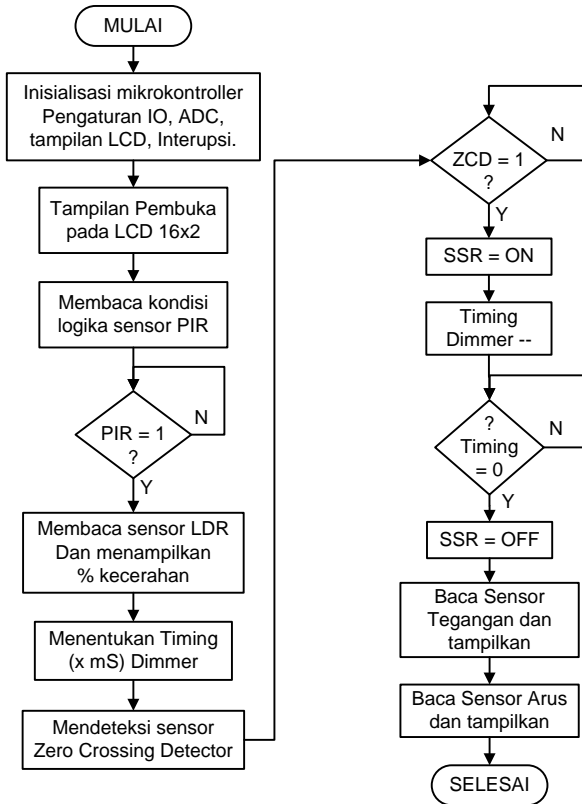 MULAI
Inisialisasi mikrokontroller
Pengaturan IO, ADC,
tampilan LCD, Interupsi.
Tampilan Pembuka
pada LCD 16x2
Membaca kondisi
logika sensor PIR
N
PIR = 1
?
Y
Membaca sensor LDR
Dan menampilkan
% kecerahan
Menentukan Timing
(x mS) Dimmer
Mendeteksi sensor
Zero Crossing Detector
N
ZCD = 1
?
Y
SSR = ON
Timing
Dimmer --
?
N
Timing
= 0
Y
SSR = OFF
Baca Sensor
Tegangan dan
tampilkan
Baca Sensor Arus
dan tampilkan
SELESAI